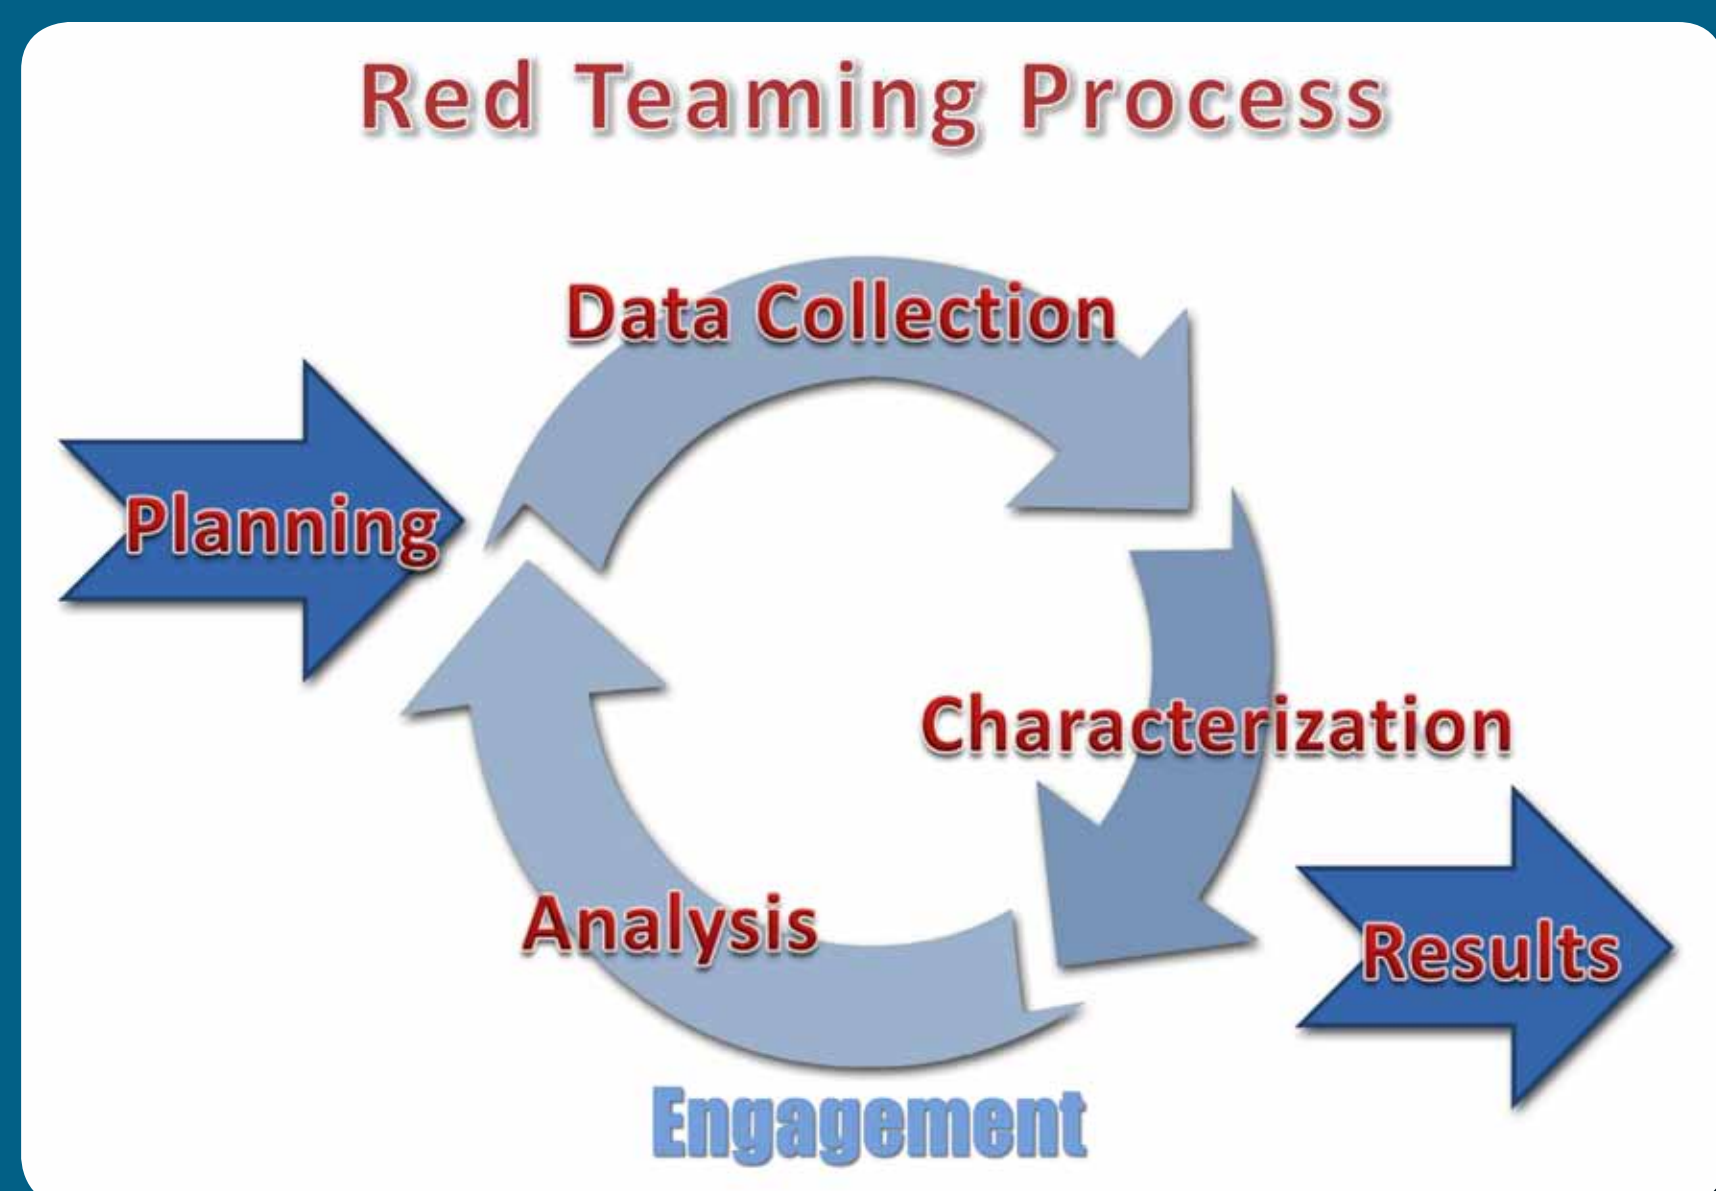 Red Teaming Process
Data Collection
Planning
Characterization
Analysis
Results
Engagement